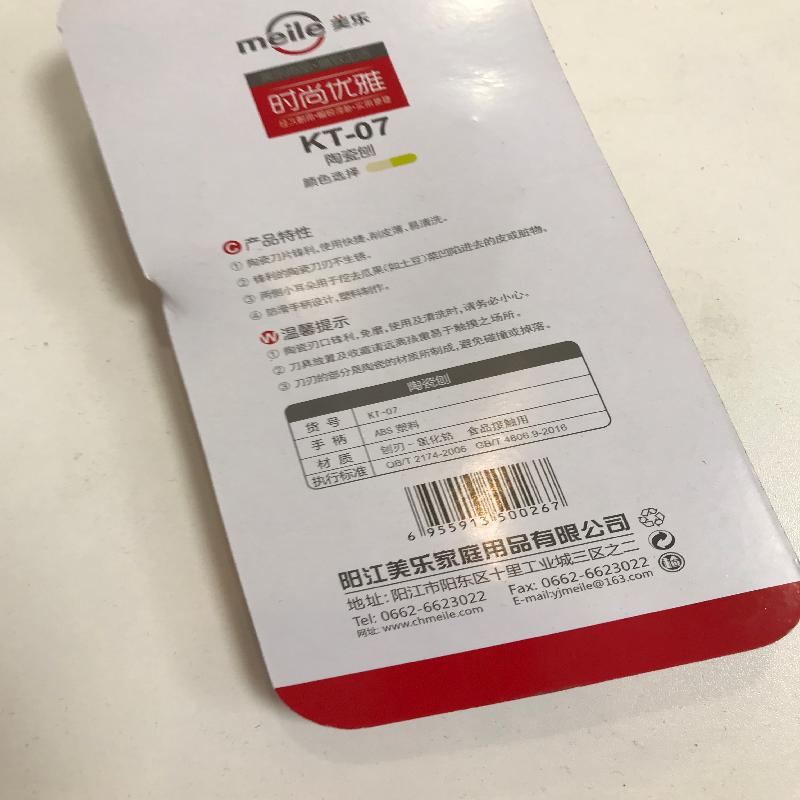 meile 美乐
时尚优雅
KT-07
陶瓷刨
颜色选择
C 产品特性
① 陶瓷刀片锋利,使用快捷、削皮薄、易清洗。
② 锋利的陶瓷刀刃不生锈。
③ 两侧小耳朵用于挖去瓜果(如土豆)菜凹陷进去的皮或脏物。
④ 防滑手柄设计,塑料制作。
W 温馨提示
① 陶瓷刃口锋利,免磨,使用及清洗时,请务必小心。
② 刀具放置及收藏请远离孩童易于触摸之场所。
③ 刀刃的部分是陶瓷的材质所制成,避免碰撞或掉落。
陶瓷刨
货号 KT-07
手柄 ABS 塑料
材质 刨刃-氧化锆 食品接触用
执行标准 QB/T 2174-2006 GB/T 4806.9-2016
6 955913 500267
阳江美乐家庭用品有限公司
地址: 阳江市阳东区十里工业城三区之二
Tel: 0662-6623022 Fax: 0662-6623022
网址: www.chmeile.com E-mail:yjmeile@163.com